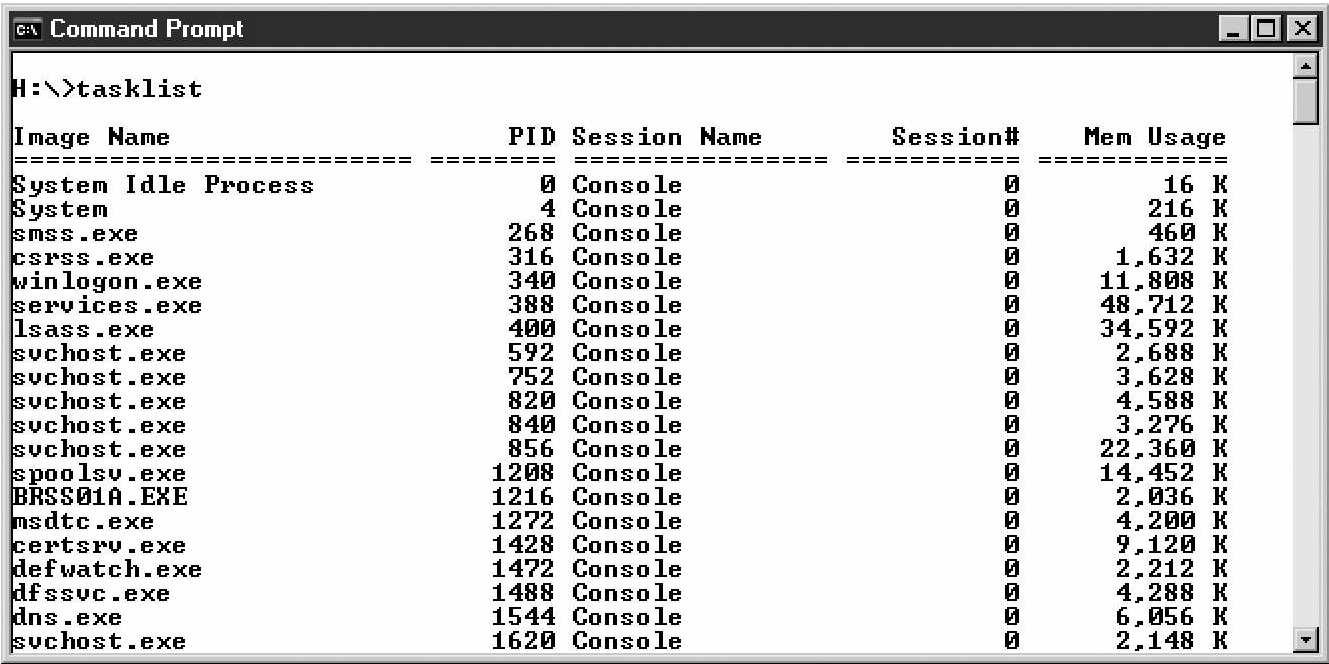 Command Prompt
H:\>tasklist
Image Name                   PID Session Name        Session#    Mem Usage
========================= ======== ================ =========== ============
System Idle Process            0 Console                    0         16 K
System                         4 Console                    0        216 K
smss.exe                     268 Console                    0        460 K
csrss.exe                    316 Console                    0      1,632 K
winlogon.exe                 340 Console                    0     11,808 K
services.exe                 388 Console                    0     48,712 K
lsass.exe                    400 Console                    0     34,592 K
svchost.exe                  592 Console                    0      2,688 K
svchost.exe                  752 Console                    0      3,628 K
svchost.exe                  820 Console                    0      4,588 K
svchost.exe                  840 Console                    0      3,276 K
svchost.exe                  856 Console                    0     22,360 K
spoolsv.exe                 1208 Console                    0     14,452 K
BRSS01A.EXE                 1216 Console                    0      2,036 K
msdtc.exe                   1272 Console                    0      4,200 K
certsrv.exe                 1428 Console                    0      9,120 K
defwatch.exe                1472 Console                    0      2,212 K
dfssvc.exe                  1488 Console                    0      4,288 K
dns.exe                     1544 Console                    0      6,056 K
svchost.exe                 1620 Console                    0      2,148 K